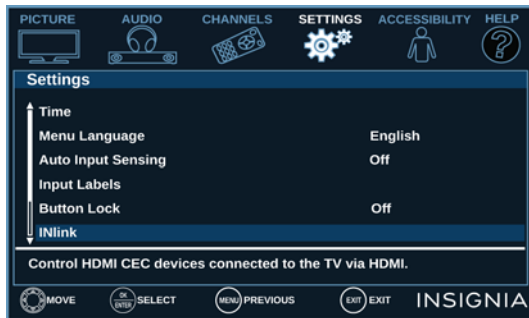 PICTURE AUDIO CHANNELS SETTINGS ACCESSIBILITY HELP
Settings
Time
Menu Language English
Auto Input Sensing Off
Input Labels
Button Lock Off
INlink
Control HDMI CEC devices connected to the TV via HDMI.
MOVE OK ENTER SELECT MENU PREVIOUS EXIT EXIT INSIGNIA